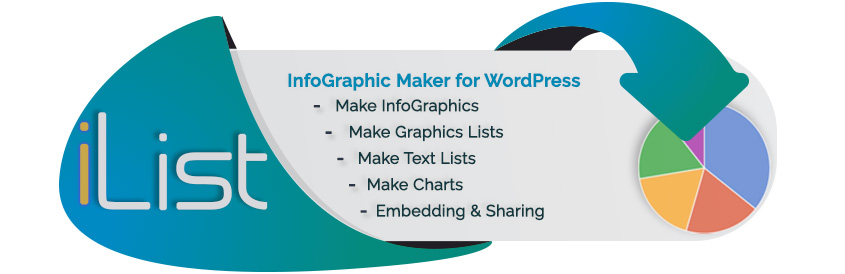 iList
InfoGraphic Maker for WordPress
- Make InfoGraphics
- Make Graphics Lists
- Make Text Lists
- Make Charts
- Embedding & Sharing